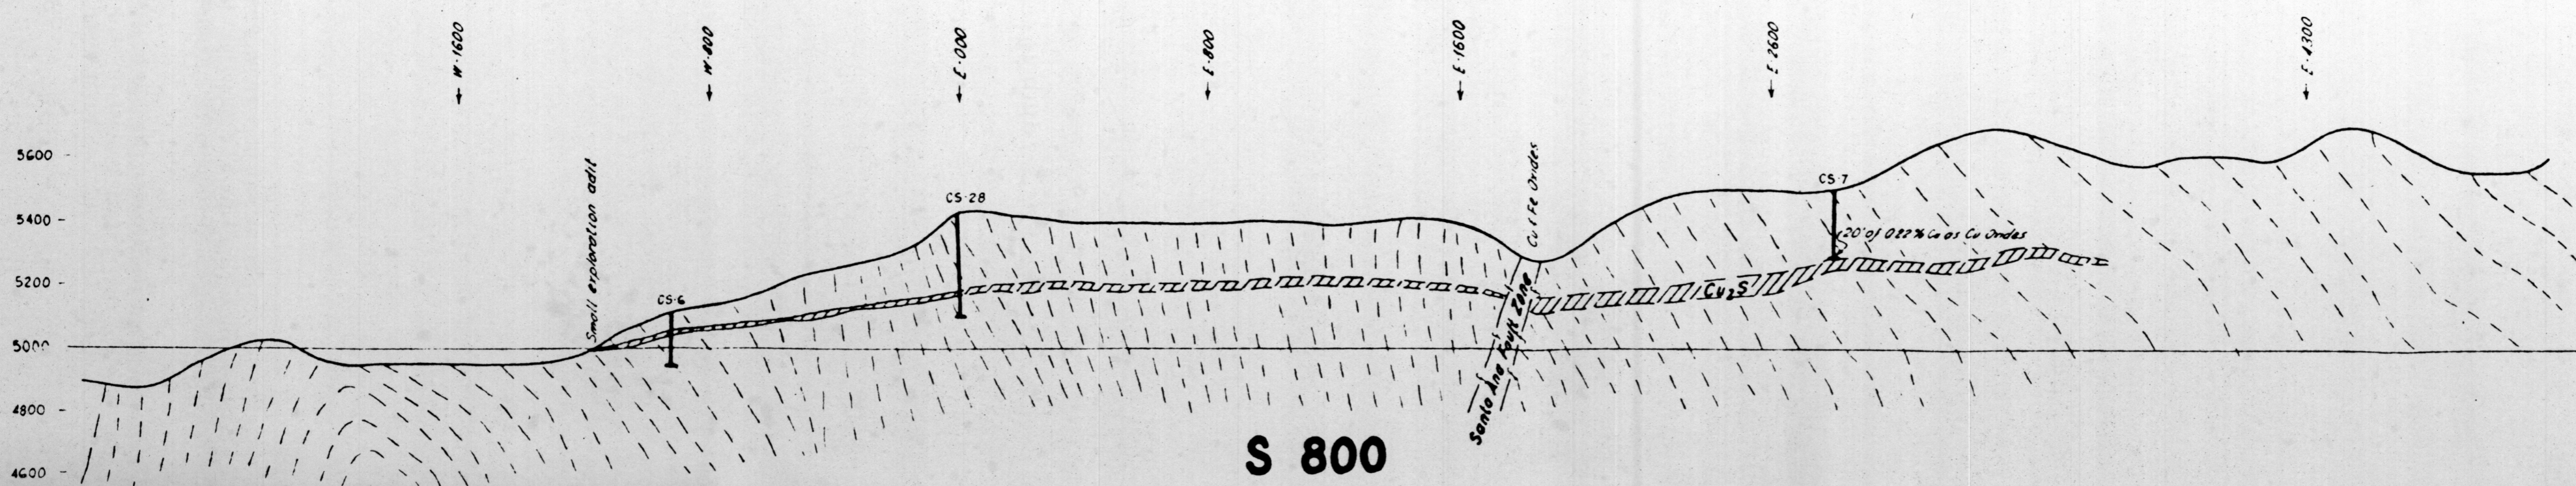 W·1600
W·800
E·000
E·800
E·1600
E·2600
E·4300
5600
5400
5200
5000
4800
4600
Small exploration adit
CS·6
CS·28
Cu & Fe Oxides
CS·7
20' of 0.22% Cu as Cu Oxides
Cu₂S
Santa Ana Fault Zone
S 800